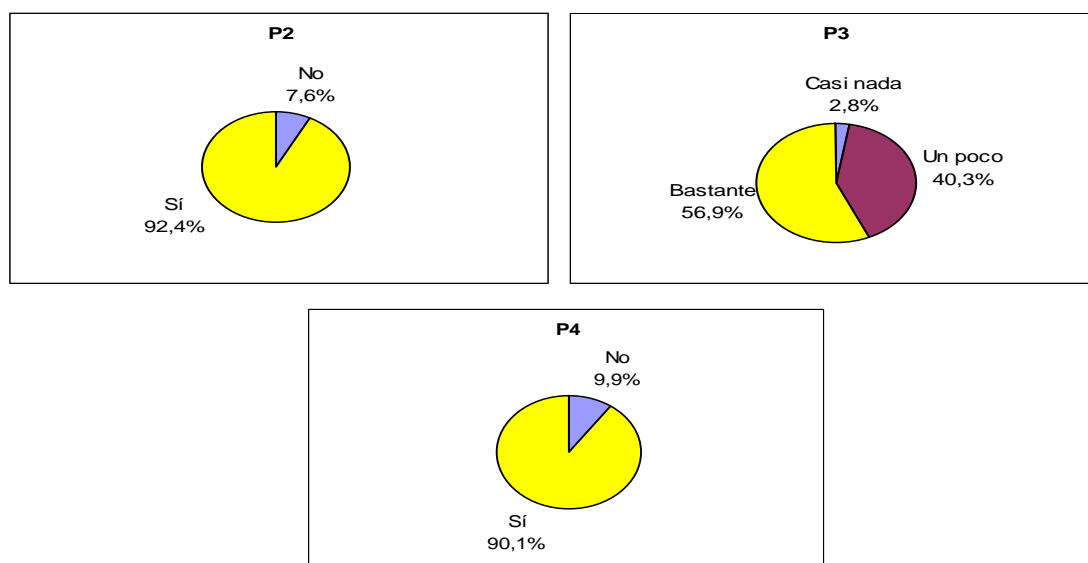 P2
No
7,6%
Sí
92,4%
P3
Casi nada
2,8%
Un poco
40,3%
Bastante
56,9%
P4
No
9,9%
Sí
90,1%